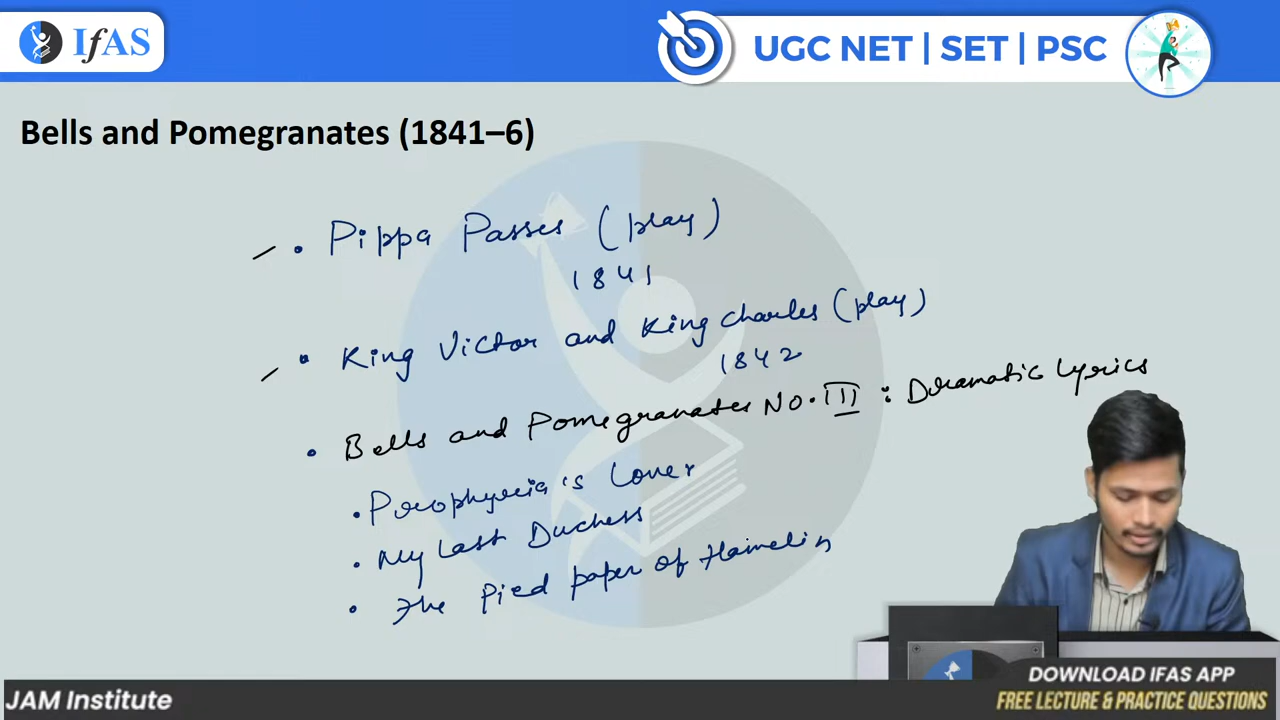 IfAS
UGC NET | SET | PSC
Bells and Pomegranates (1841–6)
• Pippa Passes (play)
1841
• King Victor and King Charles (play)
1842
• Bells and Pomegranates No. III : Dramatic Lyrics
• Porophyria's Lover
• My Last Duchess
• The Pied paper of Hamelin
JAM Institute
DOWNLOAD IFAS APP
FREE LECTURE & PRACTICE QUESTIONS